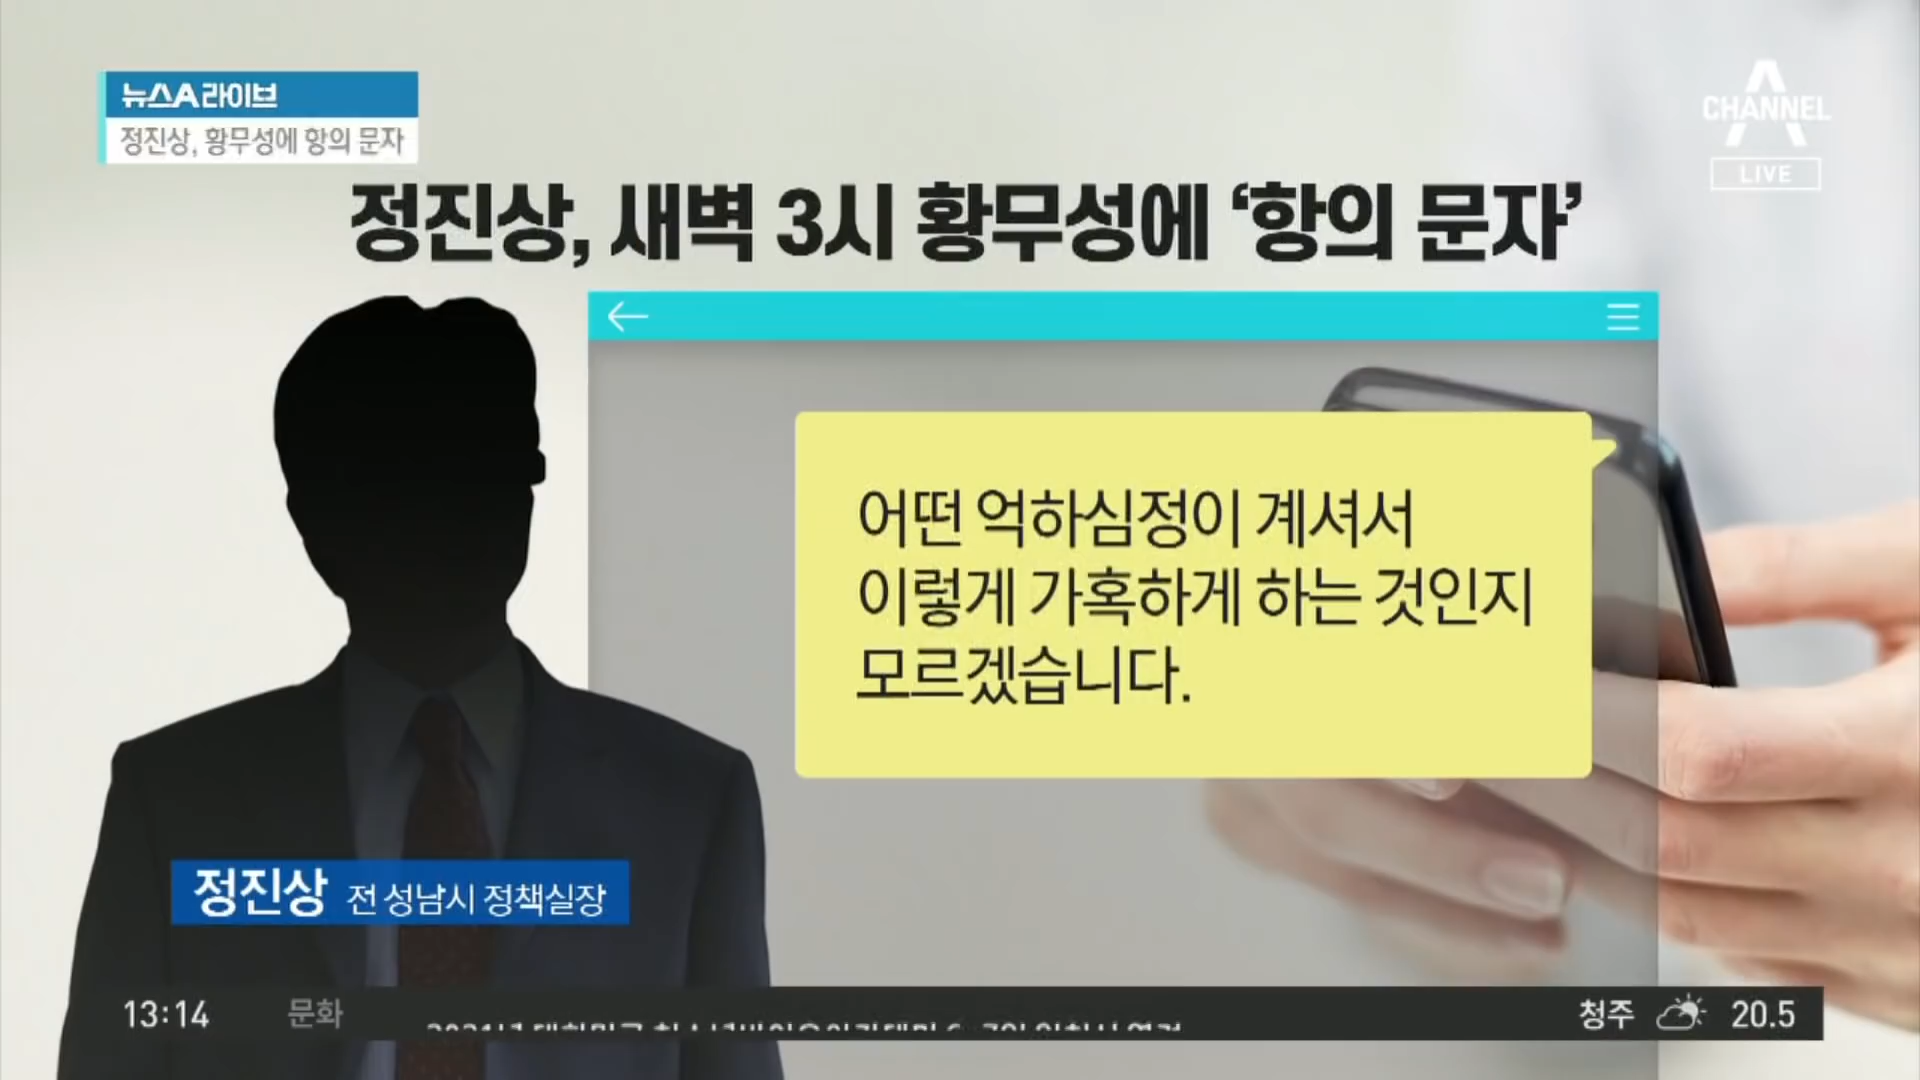 뉴스A 라이브
정진상, 황무성에 항의 문자
CHANNEL A
LIVE
정진상, 새벽 3시 황무성에 ‘항의 문자’
어떤 억하심정이 계셔서
이렇게 가혹하게 하는 것인지
모르겠습니다.
정진상 전 성남시 정책실장
13:14 문화
청주 20.5